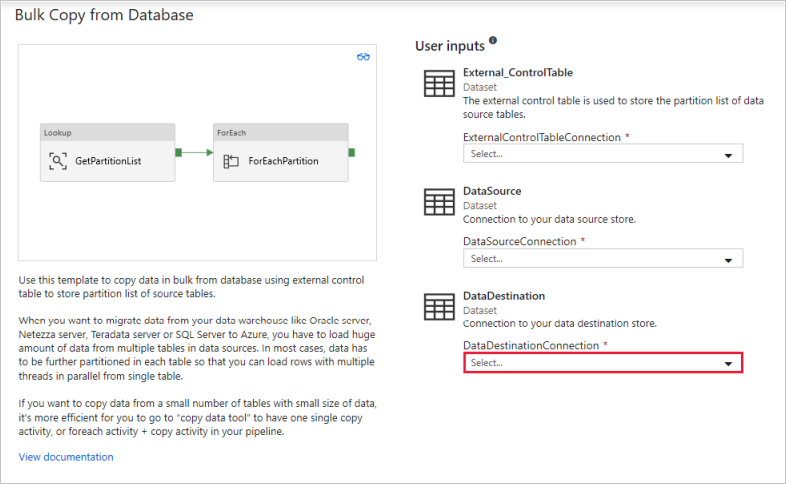 Bulk Copy from Database
Lookup
GetPartitionList
ForEach
ForEachPartition
Use this template to copy data in bulk from database using external control
table to store partition list of source tables.
When you want to migrate data from your data warehouse like Oracle server,
Netezza server, Teradata server or SQL Server to Azure, you have to load huge
amount of data from multiple tables in data sources. In most cases, data has
to be further partitioned in each table so that you can load rows with multiple
threads in parallel from single table.
If you want to copy data from a small number of tables with small size of data,
it's more efficient for you to go to "copy data tool" to have one single copy
activity, or foreach activity + copy activity in your pipeline.
View documentation
User inputs
External_ControlTable
Dataset
The external control table is used to store the partition list of data
source tables.
ExternalControlTableConnection *
Select...
DataSource
Dataset
Connection to your data source store.
DataSourceConnection *
Select...
DataDestination
Dataset
Connection to your data destination store.
DataDestinationConnection *
Select...